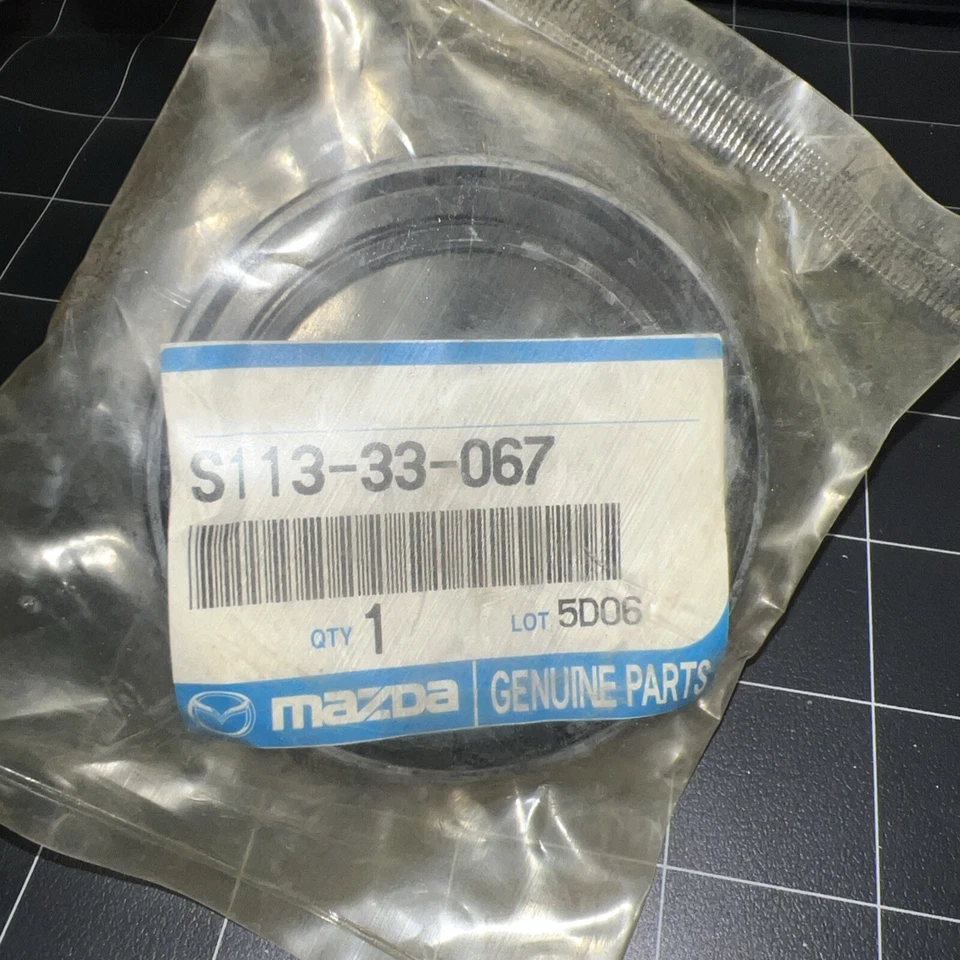 S113-33-067
QTY 1 LOT 5D06
mazda GENUINE PARTS